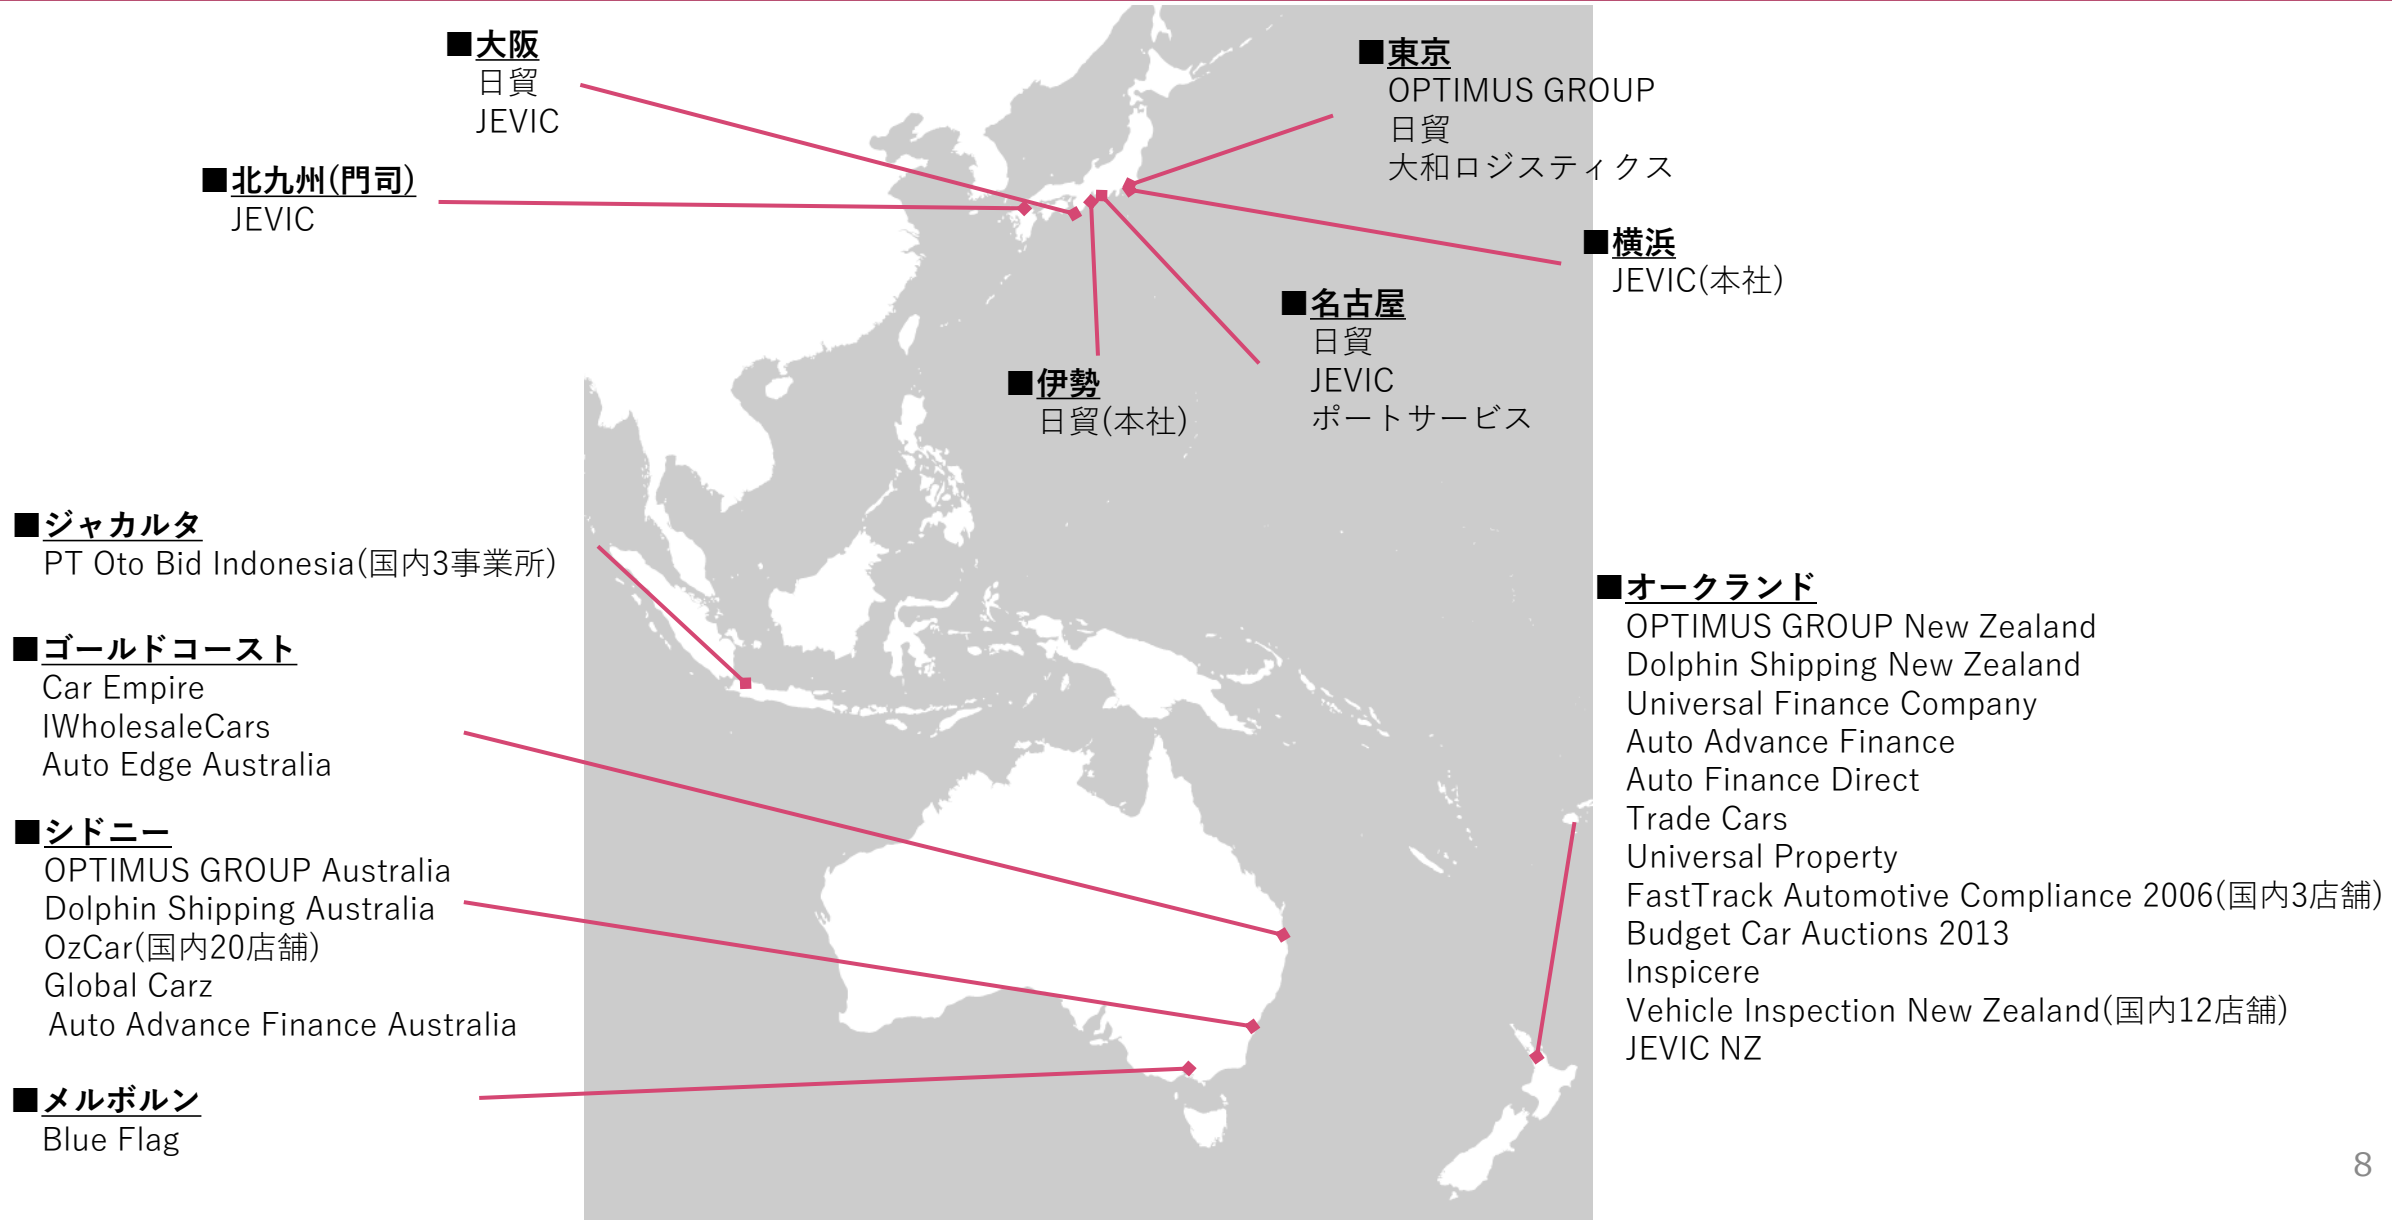 ■大阪
日貿
JEVIC
■東京
OPTIMUS GROUP
日貿
大和ロジスティクス
■北九州(門司)
JEVIC
■横浜
JEVIC(本社)
■名古屋
日貿
JEVIC
ポートサービス
■伊勢
日貿(本社)
■ジャカルタ
PT Oto Bid Indonesia(国内3事業所)
■ゴールドコースト
Car Empire
IWholesaleCars
Auto Edge Australia
■シドニー
OPTIMUS GROUP Australia
Dolphin Shipping Australia
OzCar(国内20店舗)
Global Carz
Auto Advance Finance Australia
■メルボルン
Blue Flag
■オークランド
OPTIMUS GROUP New Zealand
Dolphin Shipping New Zealand
Universal Finance Company
Auto Advance Finance
Auto Finance Direct
Trade Cars
Universal Property
FastTrack Automotive Compliance 2006(国内3店舗)
Budget Car Auctions 2013
Inspicere
Vehicle Inspection New Zealand(国内12店舗)
JEVIC NZ
8